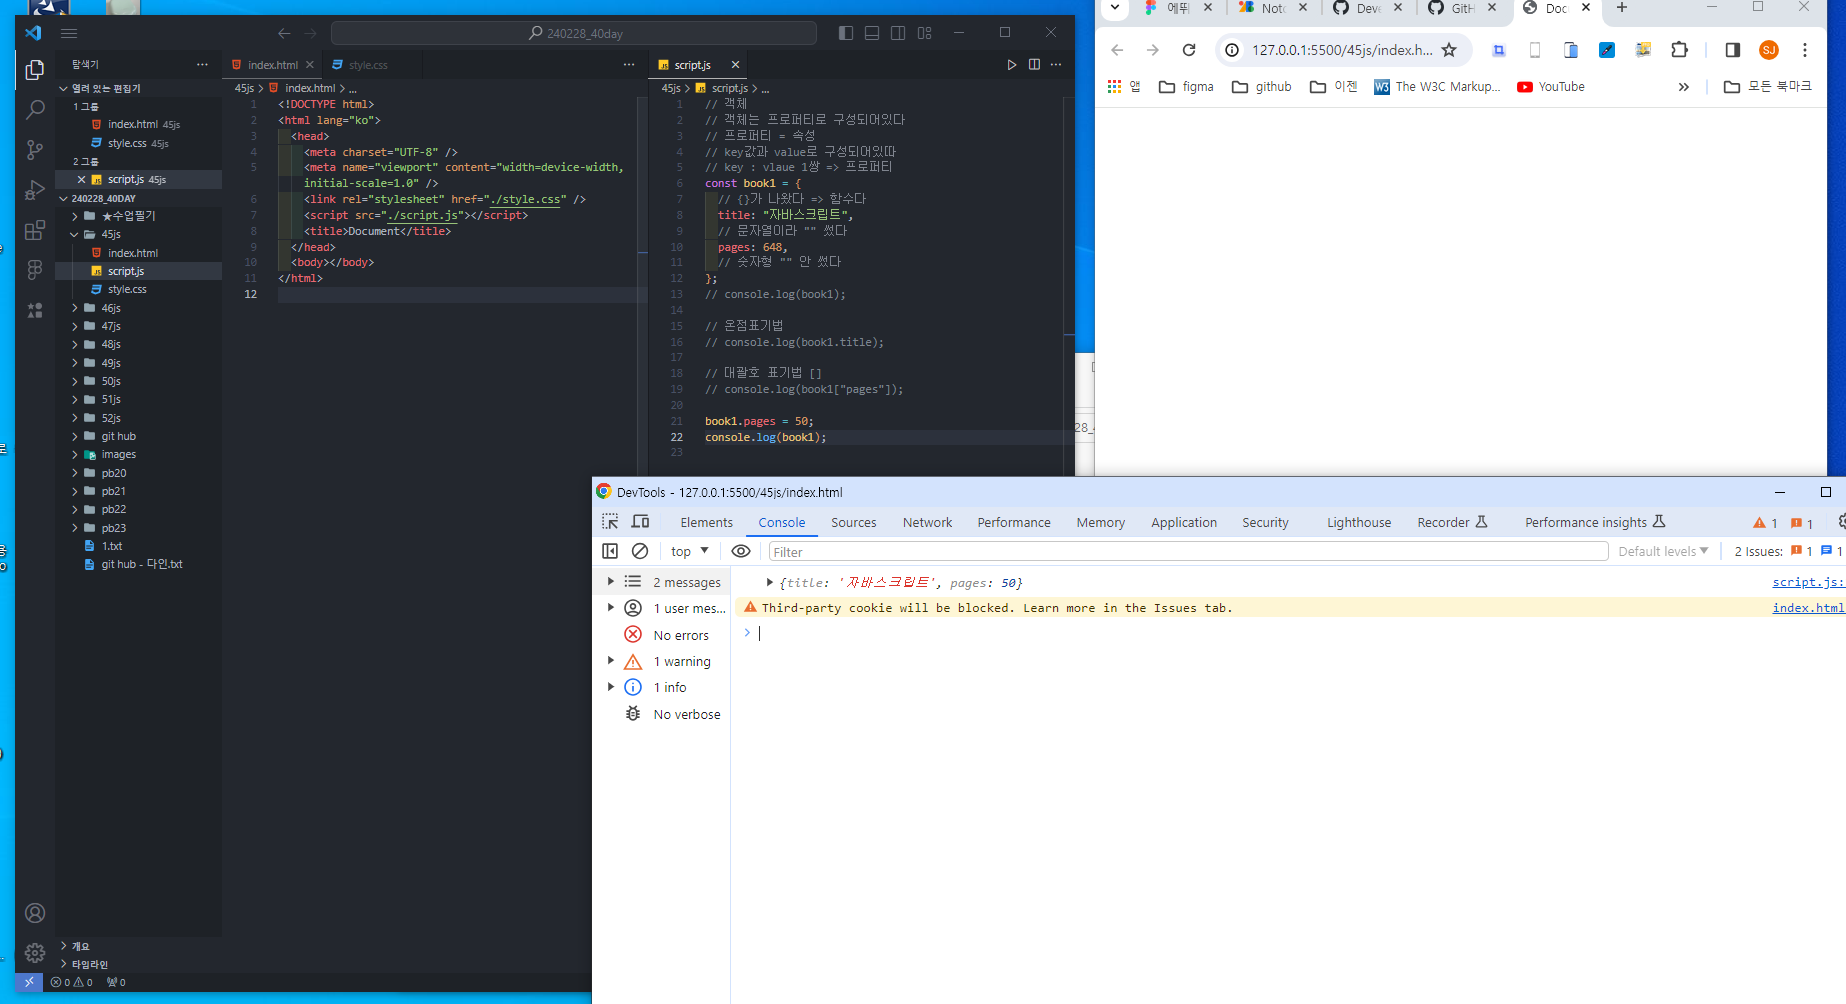 240228_40day
탐색기
열려 있는 편집기
1 그룹
index.html 45js
style.css 45js
2 그룹
script.js 45js
240228_40DAY
★수업필기
45js
index.html
script.js
style.css
46js
47js
48js
49js
50js
51js
52js
git hub
images
pb20
pb21
pb22
pb23
1.txt
git hub - 다인.txt
개요
타임라인
0 0 0
index.html
style.css
45js > index.html > ...
1 <!DOCTYPE html>
2 <html lang="ko">
3 <head>
4 <meta charset="UTF-8" />
5 <meta name="viewport" content="width=device-width,
initial-scale=1.0" />
6 <link rel="stylesheet" href="./style.css" />
7 <script src="./script.js"></script>
8 <title>Document</title>
9 </head>
10 <body></body>
11 </html>
12
script.js
45js > script.js > ...
1 // 객체
2 // 객체는 프로퍼티로 구성되어있다
3 // 프로퍼티 = 속성
4 // key값과 value로 구성되어있따
5 // key : vlaue 1쌍 => 프로퍼티
6 const book1 = {
7 // {}가 나왔다 => 함수다
8 title: "자바스크립트",
9 // 문자열이라 "" 썼다
10 pages: 648,
11 // 숫자형 "" 안 썼다
12 };
13 // console.log(book1);
14
15 // 온점표기법
16 // console.log(book1.title);
17
18 // 대괄호 표기법 []
19 // console.log(book1["pages"]);
20
21 book1.pages = 50;
22 console.log(book1);
23
에뛰
Noto
Deve
GitH
Doc
127.0.0.1:5500/45js/index.h...
SJ
앱
figma
github
이젠
W3
The W3C Markup...
YouTube
»
모든 북마크
28_4
DevTools - 127.0.0.1:5500/45js/index.html
Elements Console Sources Network Performance Memory Application Security Lighthouse Recorder Performance insights 1 1
top Filter Default levels 2 Issues: 1 1
2 messages
1 user mes...
No errors
1 warning
1 info
No verbose
{title: '자바스크립트', pages: 50} script.js:
Third-party cookie will be blocked. Learn more in the Issues tab. index.html
>